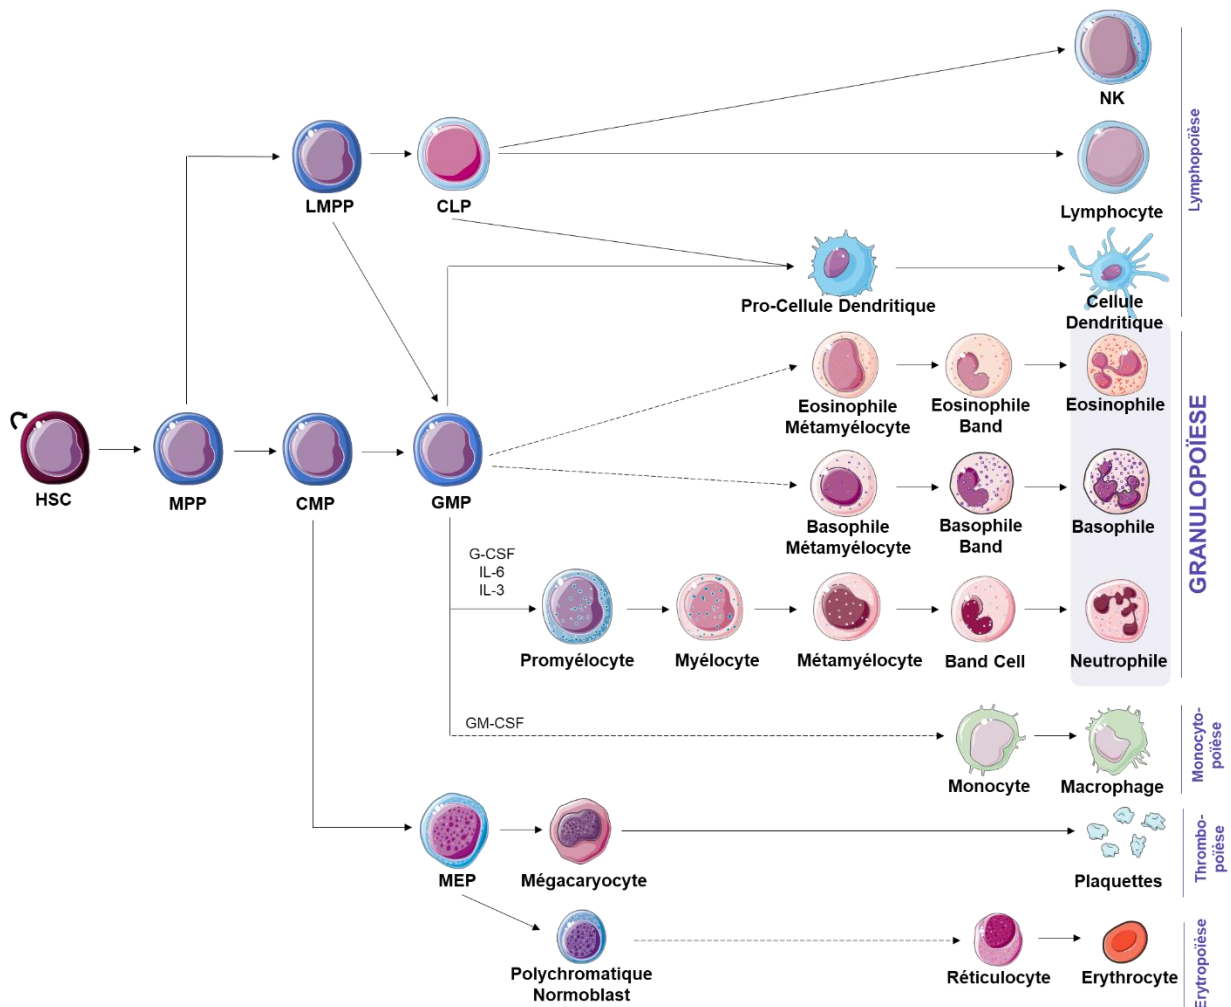 NK
Lymphocyte
LMPP
CLP
Lymphopoïèse
Pro-Cellule Dendritique
Cellule
Dendritique
Eosinophile
Métamyélocyte
Eosinophile
Band
Eosinophile
HSC
MPP
CMP
GMP
Basophile
Métamyélocyte
Basophile
Band
Basophile
GRANULOPOÏESE
G-CSF
IL-6
IL-3
Promyélocyte
Myélocyte
Métamyélocyte
Band Cell
Neutrophile
GM-CSF
Monocyte
Macrophage
Monocyto-
poïèse
MEP
Mégacaryocyte
Plaquettes
Thrombo-
poïèse
Polychromatique
Normoblast
Réticulocyte
Erythrocyte
Erytropoïèse